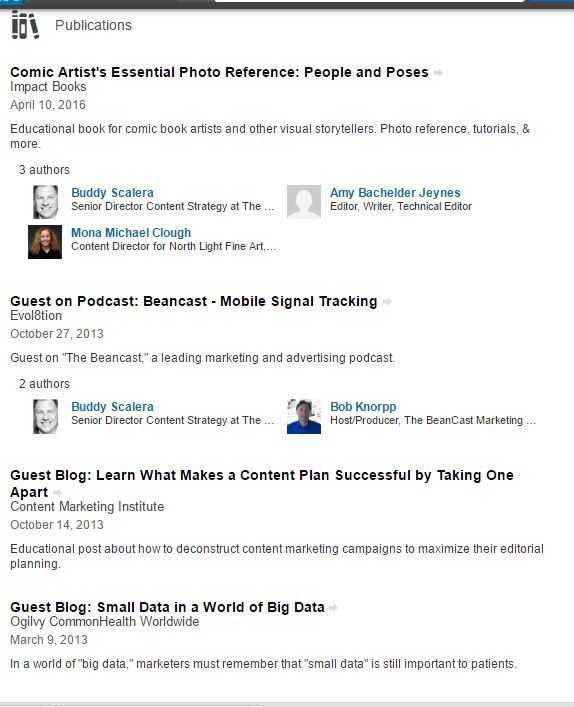 Publications
Comic Artist's Essential Photo Reference: People and Poses
Impact Books
April 10, 2016
Educational book for comic book artists and other visual storytellers. Photo reference, tutorials, &
more.
3 authors
Buddy Scalera
Senior Director Content Strategy at The ...
Amy Bachelder Jeynes
Editor, Writer, Technical Editor
Mona Michael Clough
Content Director for North Light Fine Art,...
Guest on Podcast: Beancast - Mobile Signal Tracking
Evol8tion
October 27, 2013
Guest on "The Beancast," a leading marketing and advertising podcast.
2 authors
Buddy Scalera
Senior Director Content Strategy at The ...
Bob Knorpp
Host/Producer, The BeanCast Marketing ...
Guest Blog: Learn What Makes a Content Plan Successful by Taking One
Apart
Content Marketing Institute
October 14, 2013
Educational post about how to deconstruct content marketing campaigns to maximize their editorial
planning.
Guest Blog: Small Data in a World of Big Data
Ogilvy CommonHealth Worldwide
March 9, 2013
In a world of "big data," marketers must remember that "small data" is still important to patients.